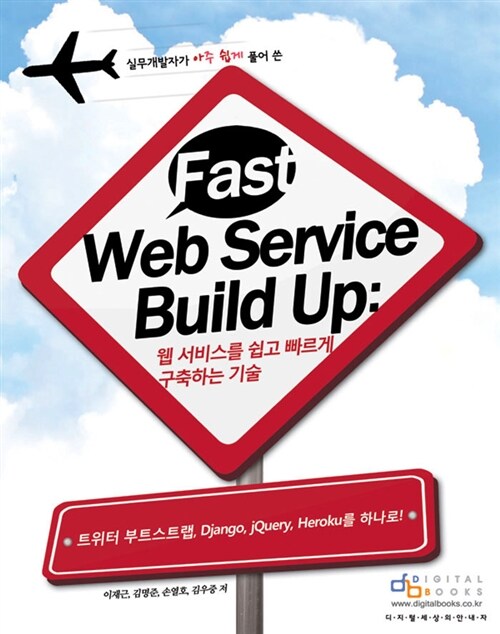 실무개발자가 아주 쉽게 풀어 쓴
Fast
Web Service
Build Up:
웹 서비스를 쉽고 빠르게
구축하는 기술
트위터 부트스트랩, Django, jQuery, Heroku를 하나로!
이재근, 김명준, 손열호, 김우중 저
DIGITAL
BOOKS
www.digitalbooks.co.kr
디·지·털·세·상·의·안·내·자